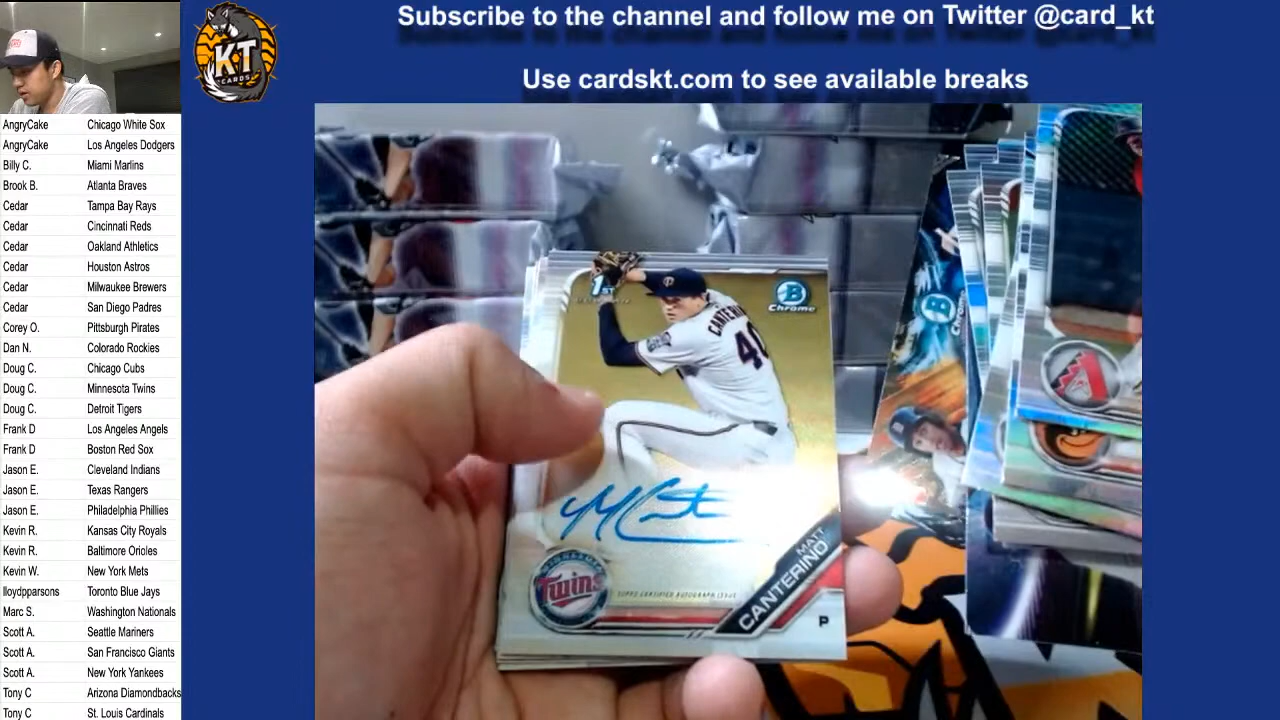 Subscribe to the channel and follow me on Twitter @card_kt
KT
CARDS
Use cardskt.com to see available breaks
AngryCake Chicago White Sox
AngryCake Los Angeles Dodgers
Billy C. Miami Marlins
Brook B. Atlanta Braves
Cedar Tampa Bay Rays
Cedar Cincinnati Reds
Cedar Oakland Athletics
Cedar Houston Astros
Cedar Milwaukee Brewers
Cedar San Diego Padres
Corey O. Pittsburgh Pirates
Dan N. Colorado Rockies
Doug C. Chicago Cubs
Doug C. Minnesota Twins
Doug C. Detroit Tigers
Frank D Los Angeles Angels
Frank D Boston Red Sox
Jason E. Cleveland Indians
Jason E. Texas Rangers
Jason E. Philadelphia Phillies
Kevin R. Kansas City Royals
Kevin R. Baltimore Orioles
Kevin W. New York Mets
lloydpparsons Toronto Blue Jays
Marc S. Washington Nationals
Scott A. Seattle Mariners
Scott A. San Francisco Giants
Scott A. New York Yankees
Tony C Arizona Diamondbacks
Tony C St. Louis Cardinals
1ST
B
Chrome
40
Twins
TOPPS CERTIFIED AUTOGRAPH ISSUE
MATT
CANTERINO
P
B
Chrome